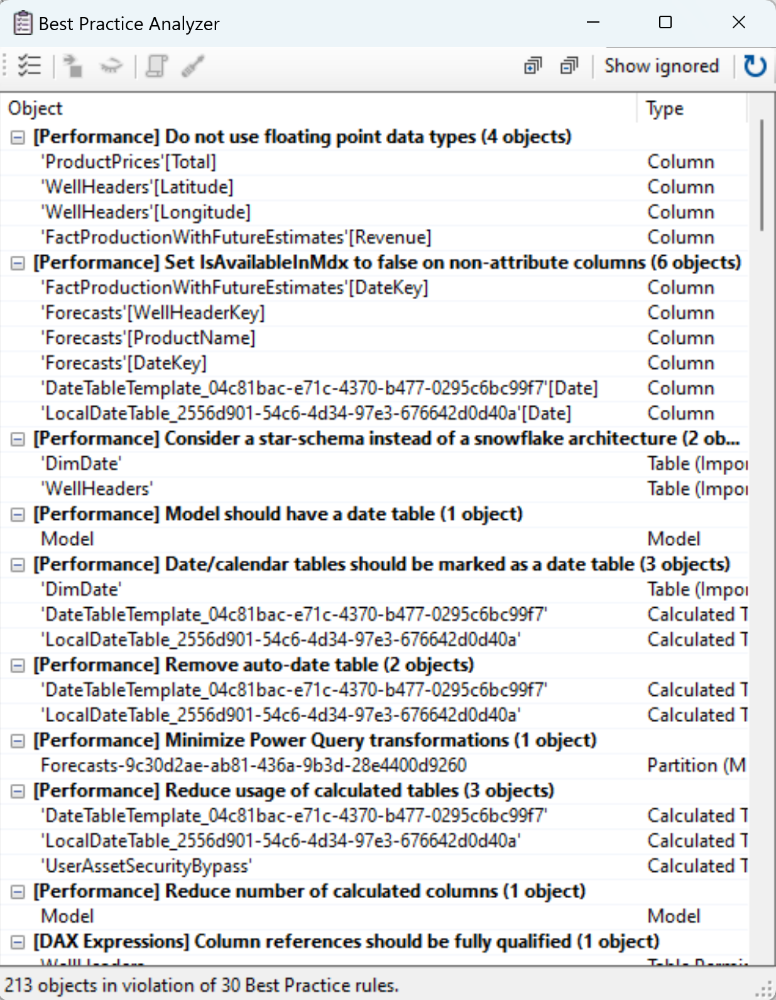 Best Practice Analyzer
Show ignored
Object Type
[Performance] Do not use floating point data types (4 objects)
'ProductPrices'[Total] Column
'WellHeaders'[Latitude] Column
'WellHeaders'[Longitude] Column
'FactProductionWithFutureEstimates'[Revenue] Column
[Performance] Set IsAvailableInMdx to false on non-attribute columns (6 objects)
'FactProductionWithFutureEstimates'[DateKey] Column
'Forecasts'[WellHeaderKey] Column
'Forecasts'[ProductName] Column
'Forecasts'[DateKey] Column
'DateTableTemplate_04c81bac-e71c-4370-b477-0295c6bc99f7'[Date] Column
'LocalDateTable_2556d901-54c6-4d34-97e3-676642d0d40a'[Date] Column
[Performance] Consider a star-schema instead of a snowflake architecture (2 ob...
'DimDate' Table (Impor
'WellHeaders' Table (Impor
[Performance] Model should have a date table (1 object)
Model Model
[Performance] Date/calendar tables should be marked as a date table (3 objects)
'DimDate' Table (Impor
'DateTableTemplate_04c81bac-e71c-4370-b477-0295c6bc99f7' Calculated T
'LocalDateTable_2556d901-54c6-4d34-97e3-676642d0d40a' Calculated T
[Performance] Remove auto-date table (2 objects)
'DateTableTemplate_04c81bac-e71c-4370-b477-0295c6bc99f7' Calculated T
'LocalDateTable_2556d901-54c6-4d34-97e3-676642d0d40a' Calculated T
[Performance] Minimize Power Query transformations (1 object)
Forecasts-9c30d2ae-ab81-436a-9b3d-28e4400d9260 Partition (M
[Performance] Reduce usage of calculated tables (3 objects)
'DateTableTemplate_04c81bac-e71c-4370-b477-0295c6bc99f7' Calculated T
'LocalDateTable_2556d901-54c6-4d34-97e3-676642d0d40a' Calculated T
'UserAssetSecurityBypass' Calculated T
[Performance] Reduce number of calculated columns (1 object)
Model Model
[DAX Expressions] Column references should be fully qualified (1 object)
WellHeaders Table Permis
213 objects in violation of 30 Best Practice rules.